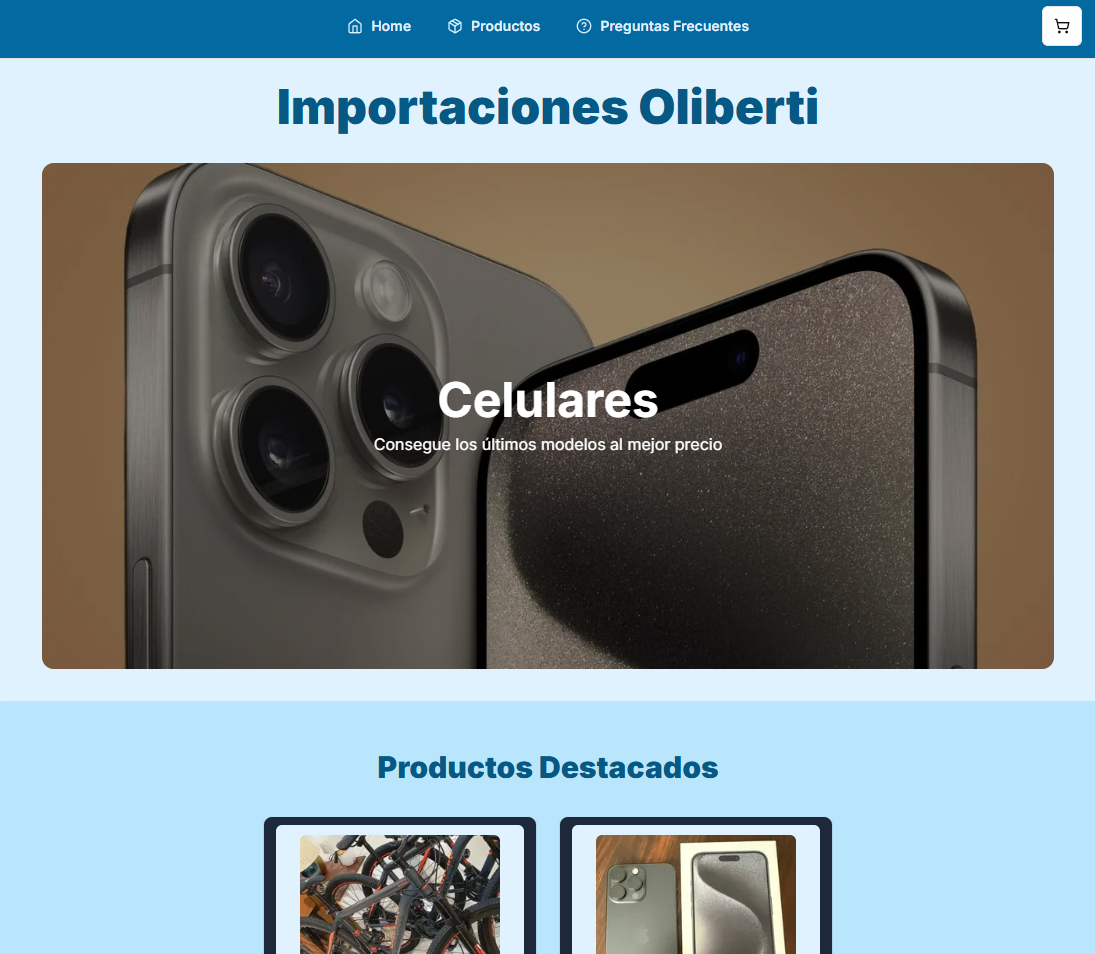 Home
Productos
Preguntas Frecuentes
Importaciones Oliberti
Celulares
Consegue los últimos modelos al mejor precio
Productos Destacados